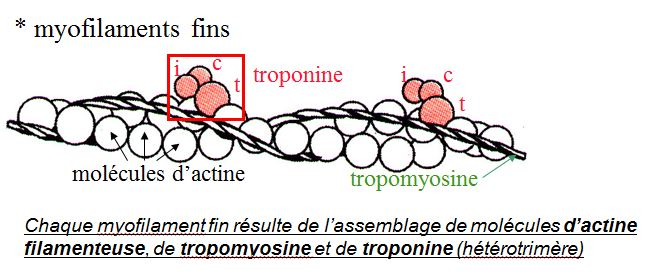 * myofilaments fins
i c t troponine
i c t
molécules d’actine
tropomyosine
Chaque myofilament fin résulte de l’assemblage de molécules d’actine
filamenteuse, de tropomyosine et de troponine (hétérotrimère)